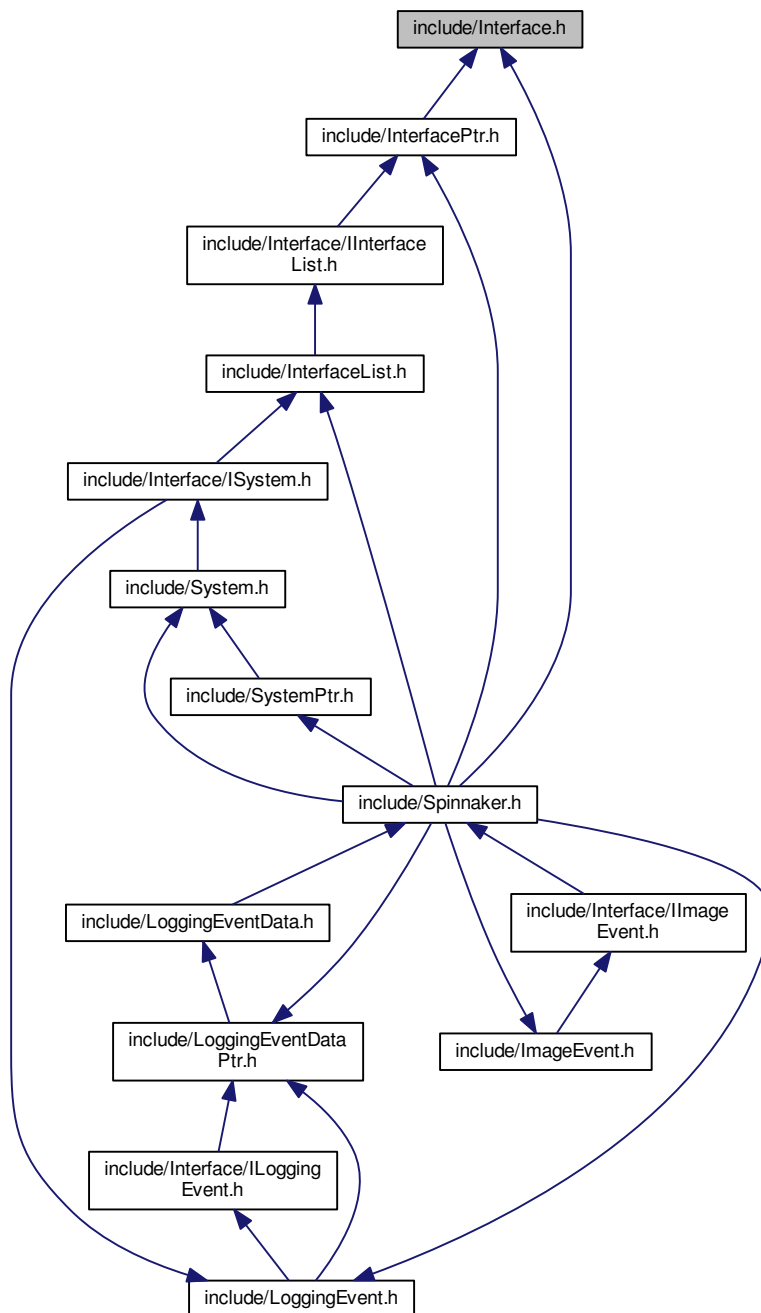 include/Interface.h
include/InterfacePtr.h
include/Interface/IInterface
List.h
include/InterfaceList.h
include/Interface/ISystem.h
include/System.h
include/SystemPtr.h
include/Spinnaker.h
include/LoggingEventData.h
include/Interface/IImage
Event.h
include/LoggingEventData
Ptr.h
include/ImageEvent.h
include/Interface/ILogging
Event.h
include/LoggingEvent.h